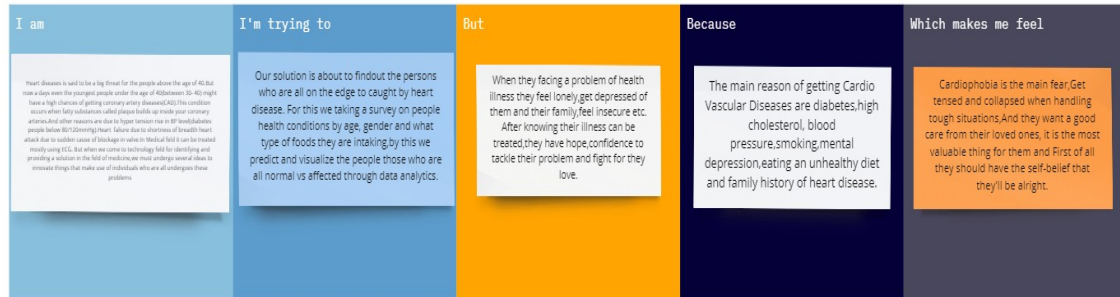 I am
Heart diseases is said to be a big threat for the people above the age of 40.But
now a days even the youngest people under the age of 40(between 30- 40) might
have a high chances of getting coronary artery diseases(CAD).This condition
occurs when fatty substances called plaque builds up inside your coronary
arteries.And other reasons are due to hyper tension rise in BP level(diabetes
people below 80/120mmHg).Heart failure due to shortness of breadth heart
attack due to sudden cause of blockage in valve.In Medical field it can be treated
mostly using ECG. But when we come to technology feld for identifying and
providing a solution in the fold of medicine,we must undergo several ideas to
innovate things that make use of individuals who are all undergoes these
problems
I'm trying to
Our solution is about to findout the persons
who are all on the edge to caught by heart
disease. For this we taking a survey on people
health conditions by age, gender and what
type of foods they are intaking,by this we
predict and visualize the people those who are
all normal vs affected through data analytics.
But
When they facing a problem of health
illness they feel lonely,get depressed of
them and their family,feel insecure etc.
After knowing their illness can be
treated,they have hope,confidence to
tackle their problem and fight for they
love.
Because
The main reason of getting Cardio
Vascular Diseases are diabetes,high
cholesterol, blood
pressure,smoking,mental
depression,eating an unhealthy diet
and family history of heart disease.
Which makes me feel
Cardiophobia is the main fear,Get
tensed and collapsed when handling
tough situations,And they want a good
care from their loved ones, it is the most
valuable thing for them and First of all
they should have the self-belief that
they'll be alright.